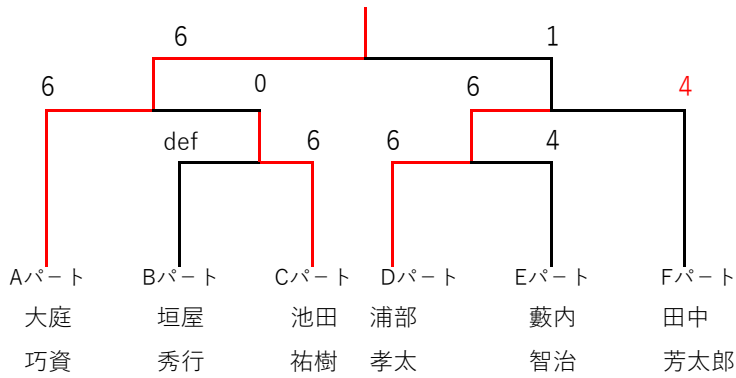 6 1
6 0 6 4
def 6 6 4
Aパート Bパート Cパート Dパート Eパート Fパート
大庭 垣屋 池田 浦部 藪内 田中
巧資 秀行 祐樹 孝太 智治 芳太郎